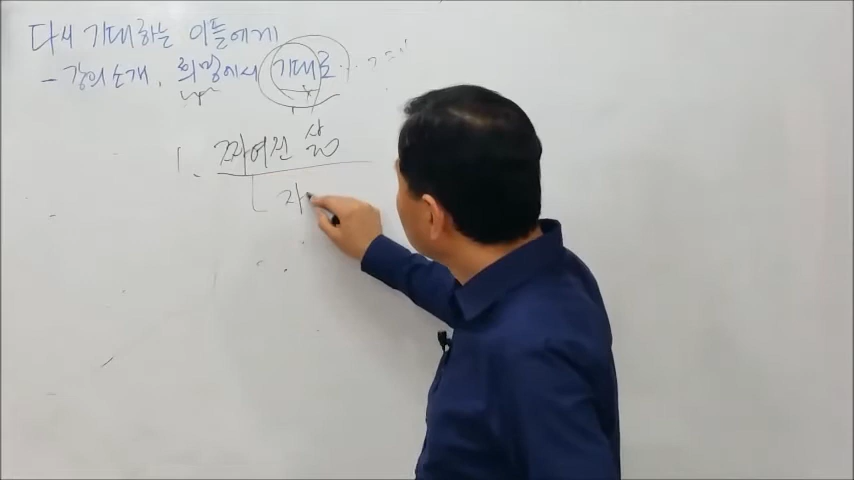 다시 기대하는 이들에게
- 강의소개, 희망에서 기대로
1. 짜여진 삶
자